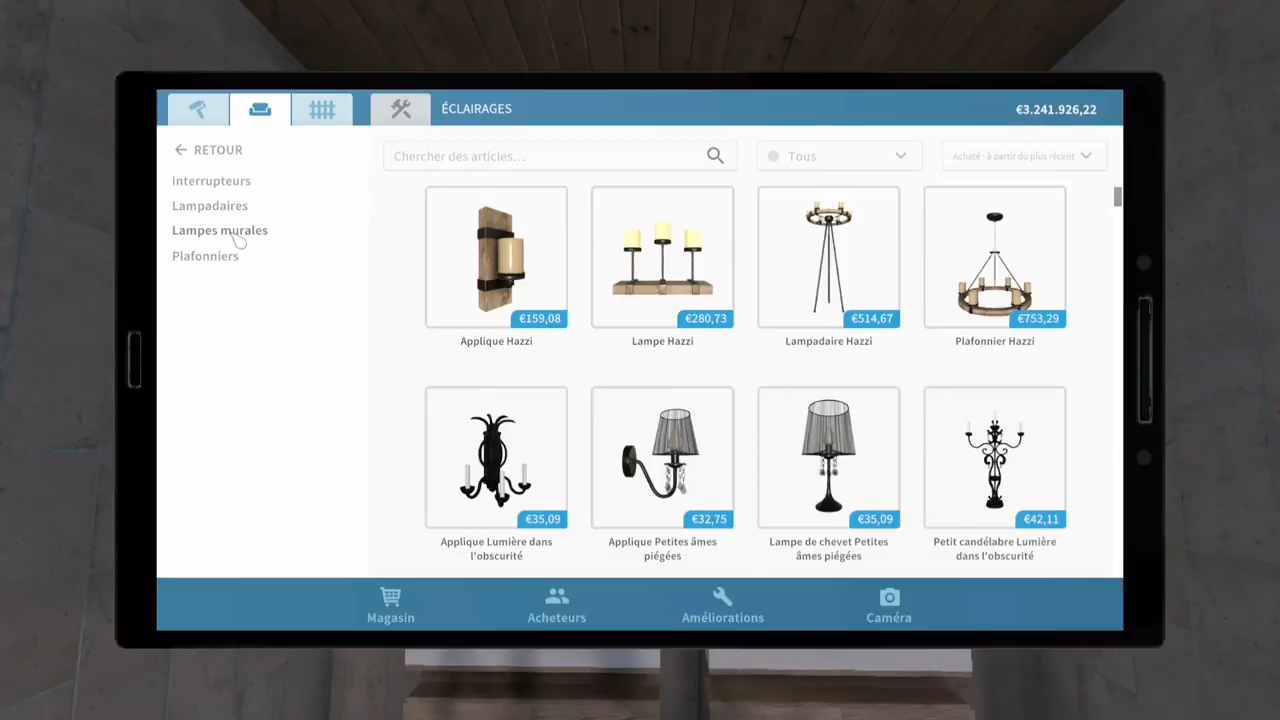 ÉCLAIRAGES
€3.241.926,22
RETOUR
Interrupteurs
Lampadaires
Lampes murales
Plafonniers
Chercher des articles...
Tous
Acheté : à partir du plus récent
€159,08
€280,73
€514,67
€753,29
Applique Hazzi
Lampe Hazzi
Lampadaire Hazzi
Plafonnier Hazzi
€35,09
€32,75
€35,09
€42,11
Applique Lumière dans
l'obscurité
Applique Petites âmes
piégées
Lampe de chevet Petites
âmes piégées
Petit candélabre Lumière
dans l'obscurité
Magasin
Acheteurs
Améliorations
Caméra